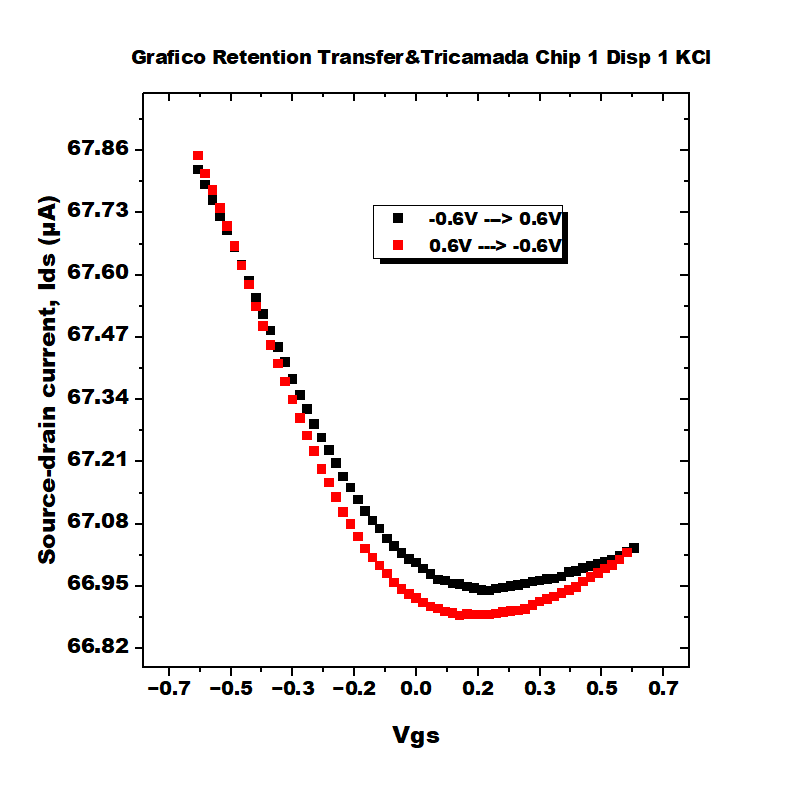 Grafico Retention Transfer&Tricamada Chip 1 Disp 1 KCl
67.86
67.73
67.60
67.47
67.34
67.21
67.08
66.95
66.82
Source-drain current, Ids (µA)
-0.6V ---> 0.6V
0.6V ---> -0.6V
−0.7 −0.5 −0.3 −0.2 0.0 0.2 0.3 0.5 0.7
Vgs